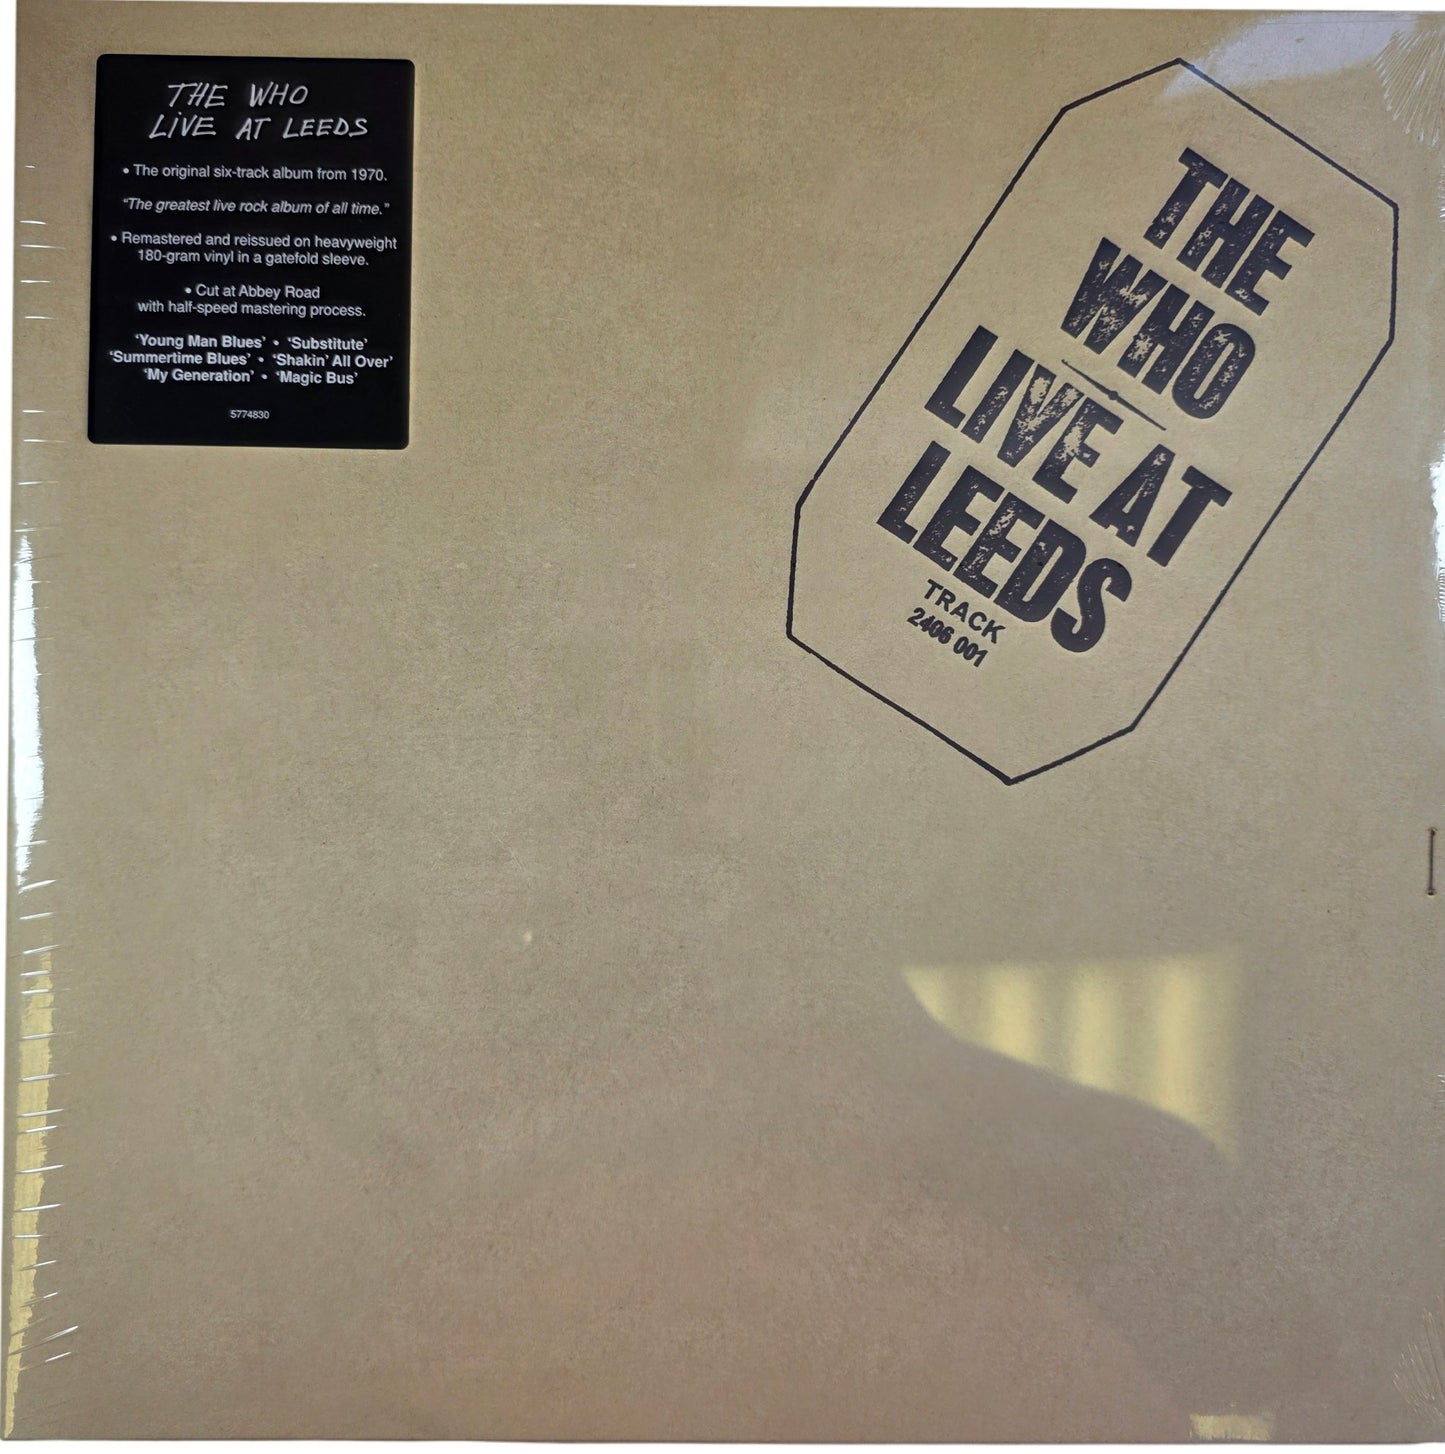 THE WHO
LiVE AT LEEDS
• The original six-track album from 1970.
“The greatest live rock album of all time.”
• Remastered and reissued on heavyweight
180-gram vinyl in a gatefold sleeve.
• Cut at Abbey Road
with half-speed mastering process.
‘Young Man Blues’ • ‘Substitute’
‘Summertime Blues’ • ‘Shakin’ All Over’
‘My Generation’ • ‘Magic Bus’
5774830
THE
WHO
LIVE AT
LEEDS
TRACK
2406 001